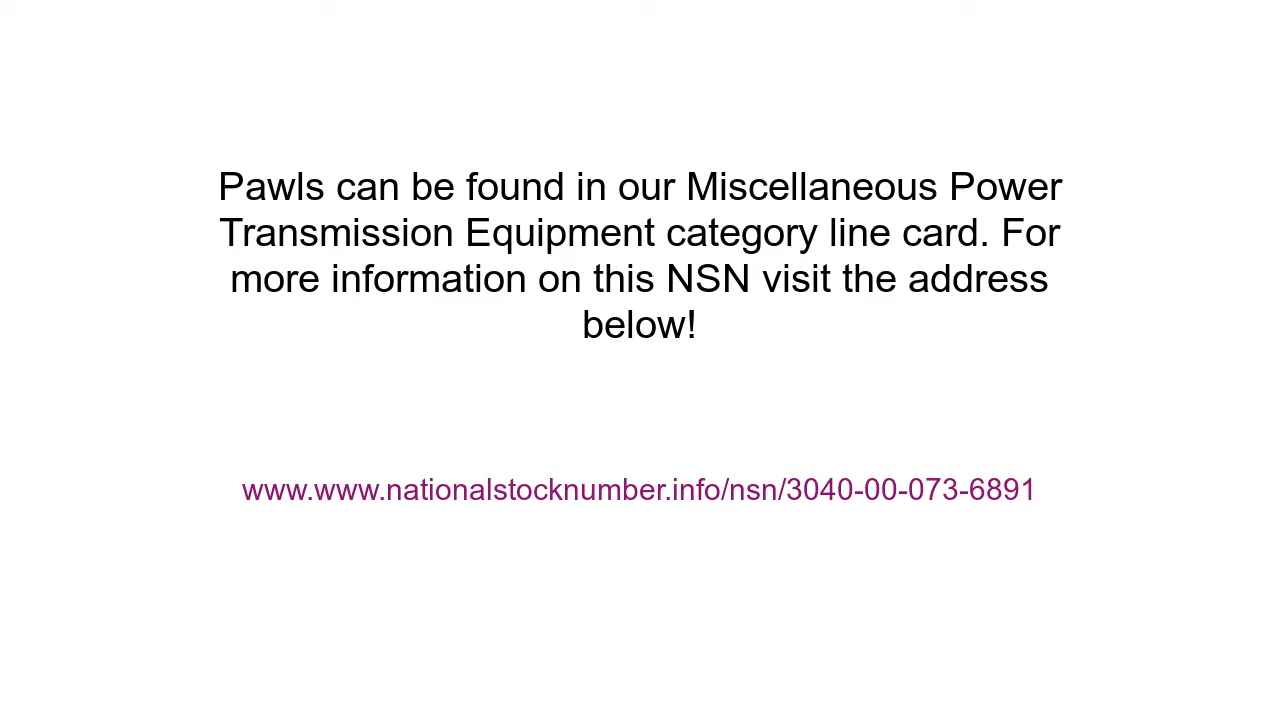 Pawls can be found in our Miscellaneous Power
Transmission Equipment category line card. For
more information on this NSN visit the address
below!
www.www.nationalstocknumber.info/nsn/3040-00-073-6891